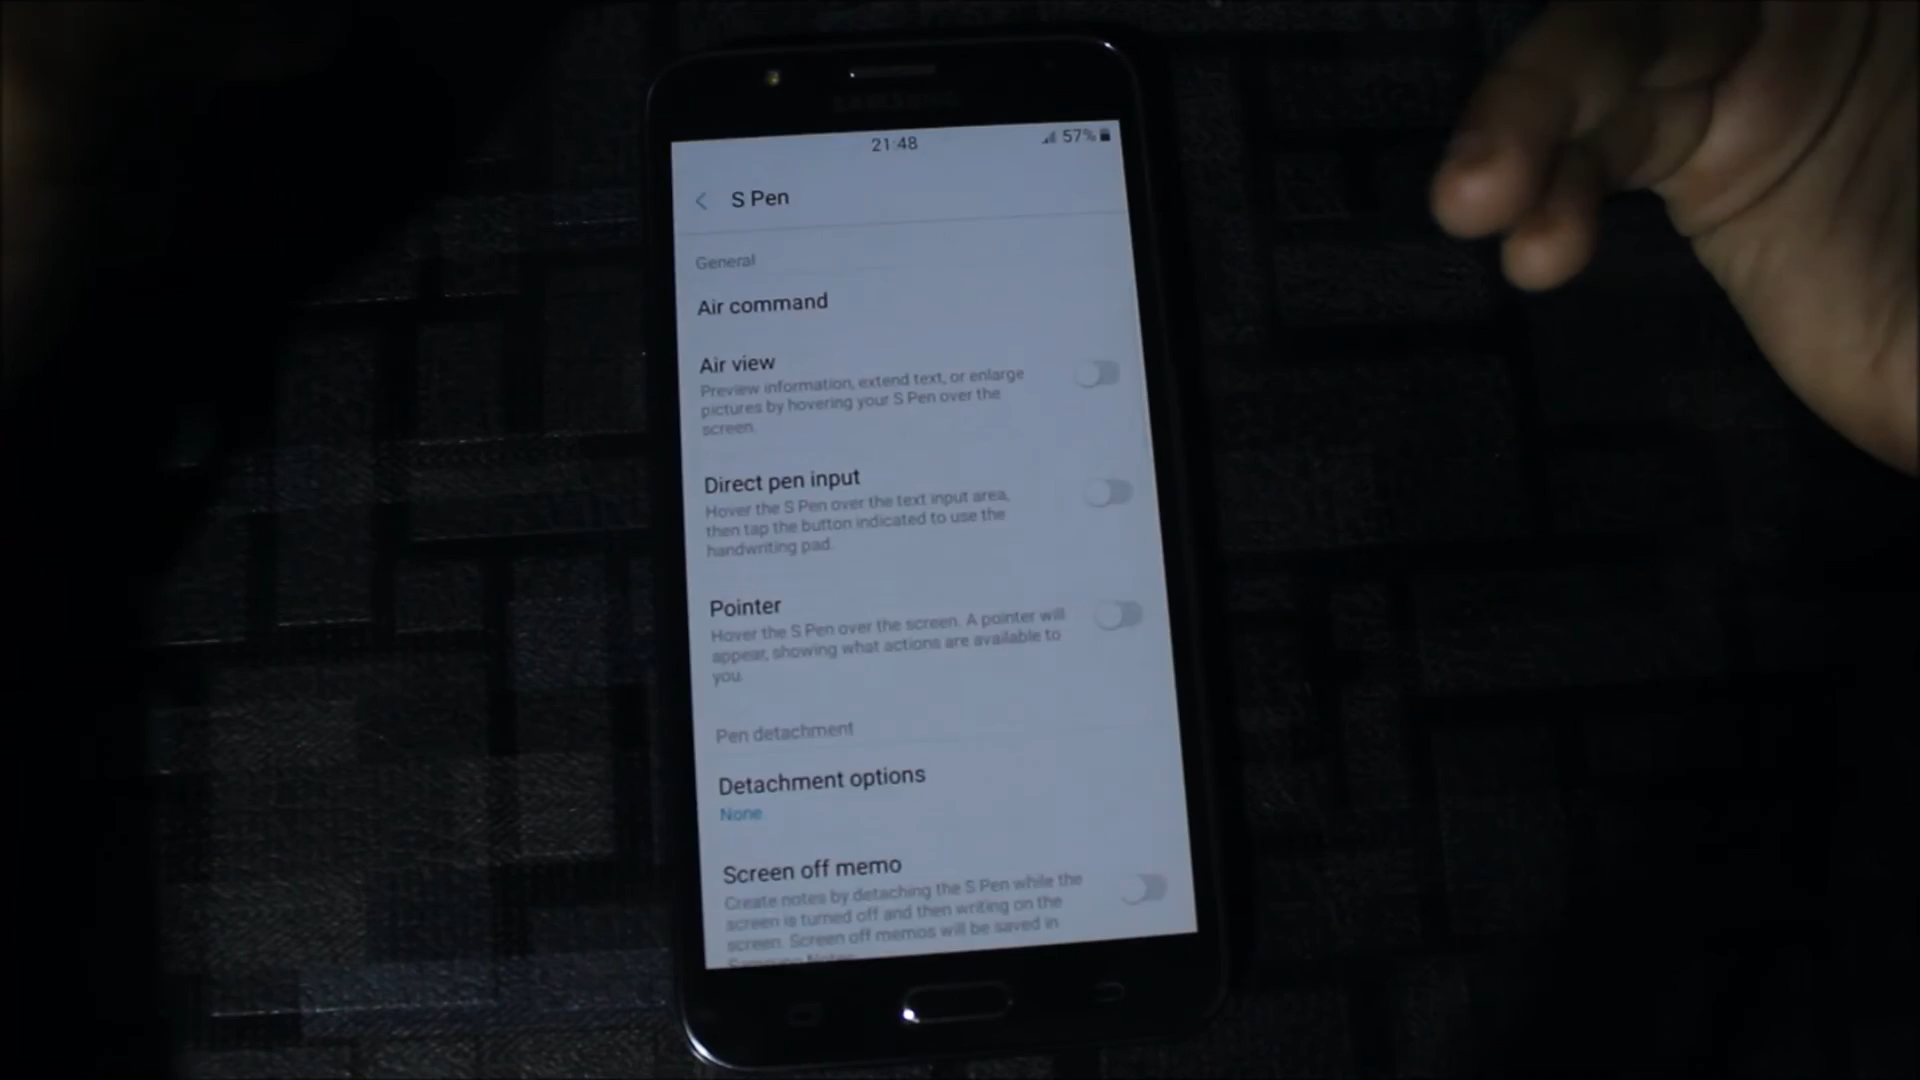 SAMSUNG
21:48
57%
S Pen
General
Air command
Air view
Preview information, extend text, or enlarge
pictures by hovering your S Pen over the
screen.
Direct pen input
Hover the S Pen over the text input area,
then tap the button indicated to use the
handwriting pad.
Pointer
Hover the S Pen over the screen. A pointer will
appear, showing what actions are available to
you.
Pen detachment
Detachment options
None
Screen off memo
Create notes by detaching the S Pen while the
screen is turned off and then writing on the
screen. Screen off memos will be saved in
Samsung Notes.